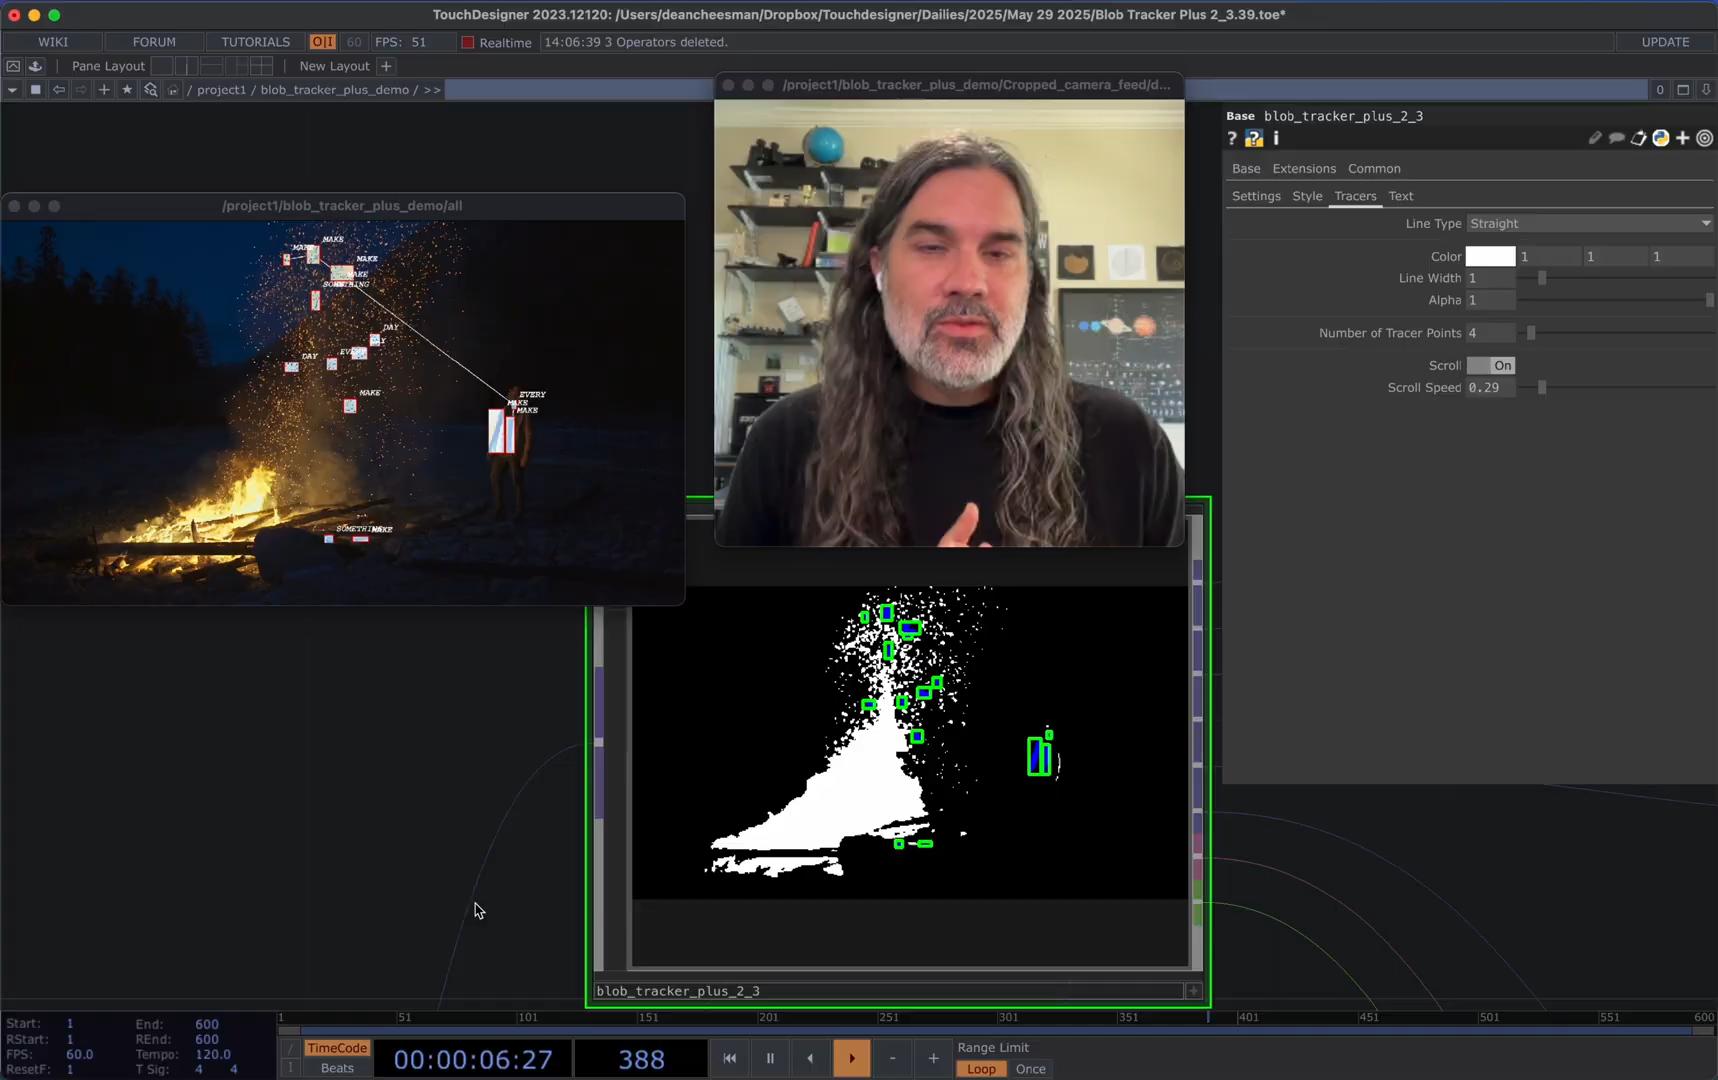 TouchDesigner 2023.12120: /Users/deancheesman/Dropbox/Touchdesigner/Dailies/2025/May 29 2025/Blob Tracker Plus 2_3.39.toe*
WIKI FORUM TUTORIALS O|I 60 FPS: 51 Realtime 14:06:39 3 Operators deleted. UPDATE
Pane Layout New Layout +
/ project1 / blob_tracker_plus_demo / >> 0
/project1/blob_tracker_plus_demo/Cropped_camera_feed/d...
Base blob_tracker_plus_2_3
? ? i
Base Extensions Common
Settings Style Tracers Text
Line Type Straight
Color 1 1 1
Line Width 1
Alpha 1
Number of Tracer Points 4
Scroll On
Scroll Speed 0.29
/project1/blob_tracker_plus_demo/all
MAKE
MAKE
MAKE
MAKE
SOMETHING
DAY
DAY
MAKE
EVERY
MAKE
MAKE
SOMETHING
MAKE
blob_tracker_plus_2_3
1 51 101 151 201 251 301 351 401 451 501 551 600
Start: 1 End: 600
RStart: 1 REnd: 600
FPS: 60.0 Tempo: 120.0
ResetF: 1 T Sig: 4 4
TimeCode
Beats
00:00:06:27
388
- +
Range Limit
Loop Once